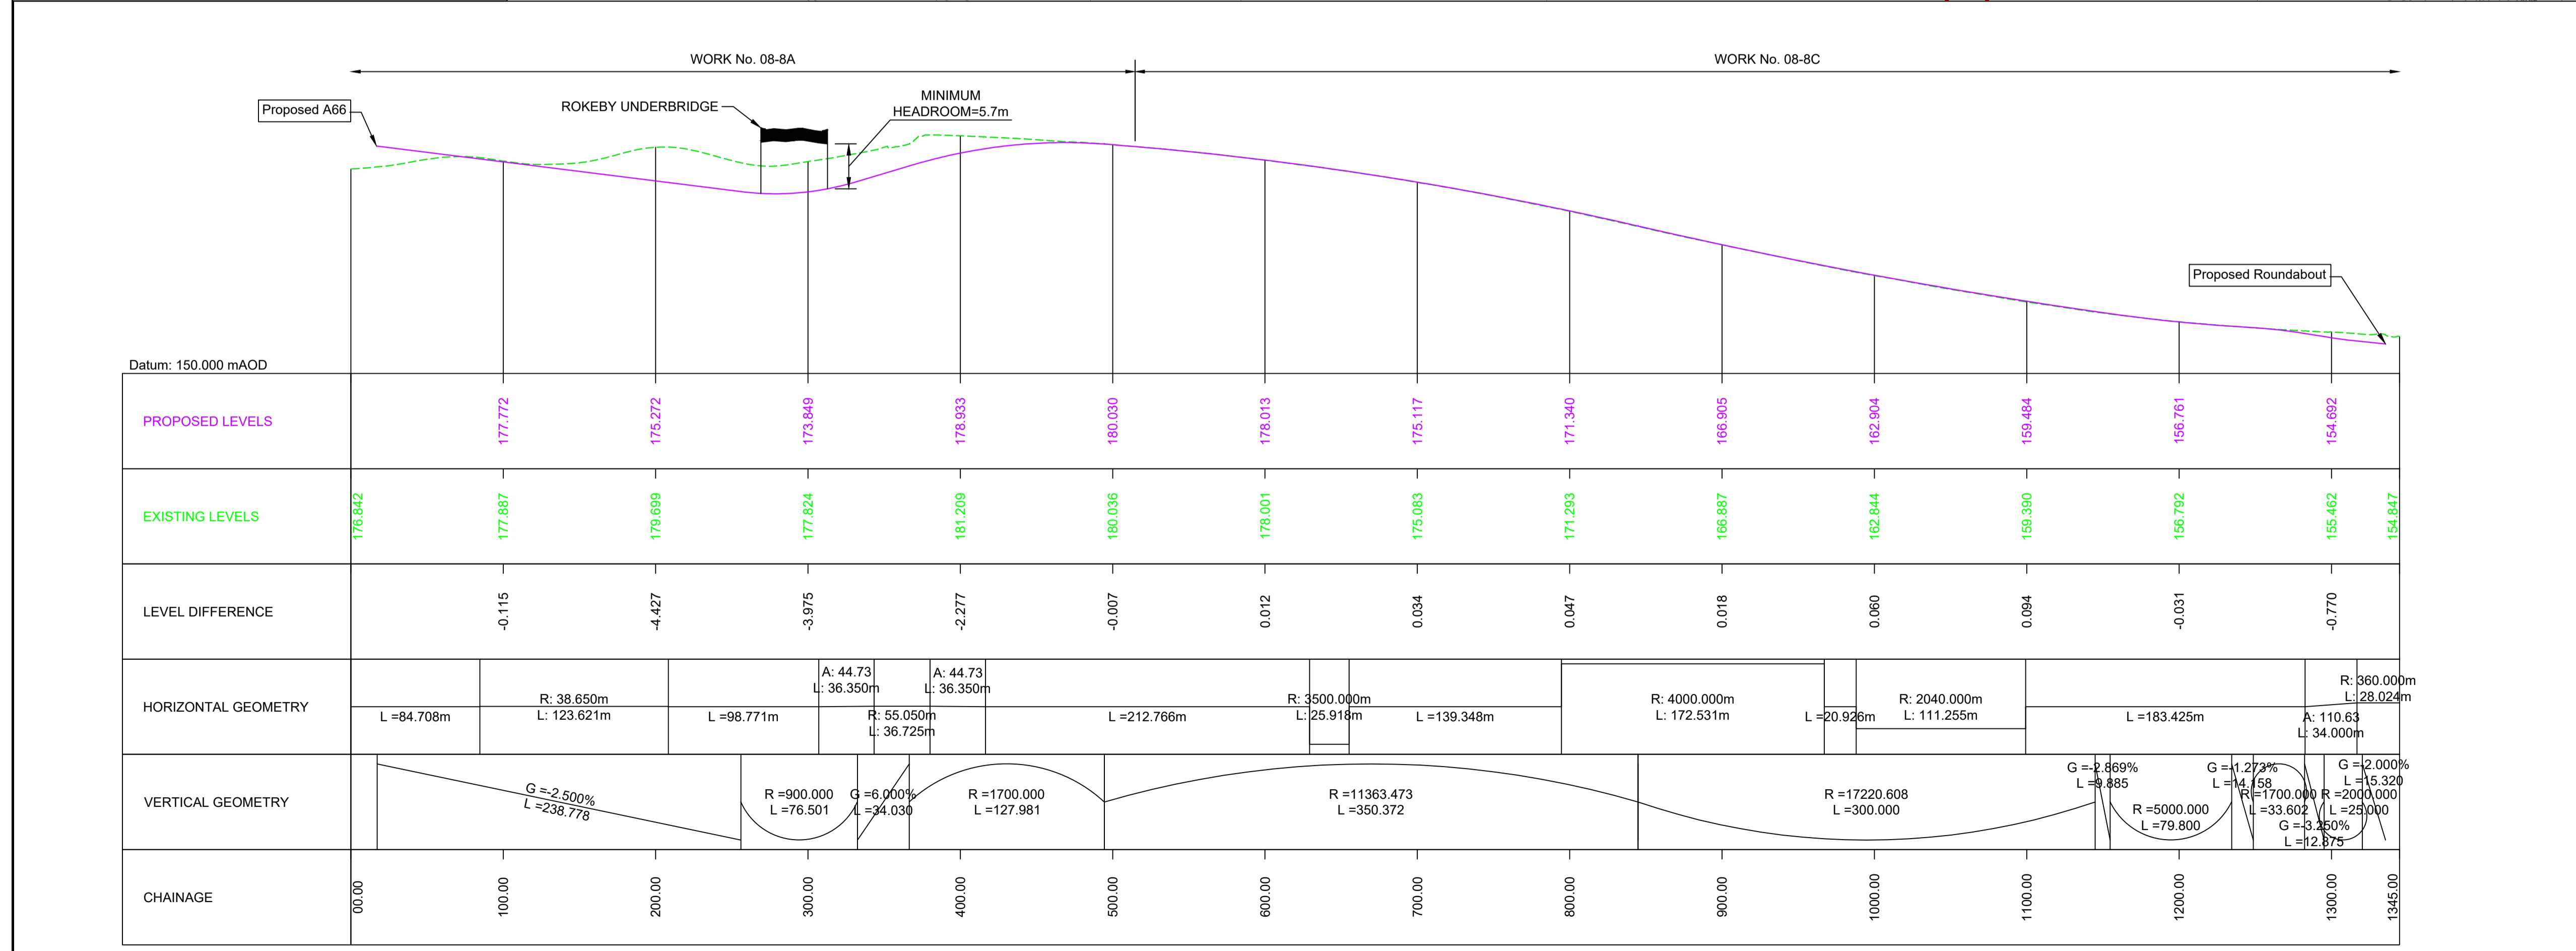 WORK No. 08-8A
WORK No. 08-8C
Proposed A66
ROKEBY UNDERBRIDGE
MINIMUM
HEADROOM=5.7m
Proposed Roundabout
Datum: 150.000 mAOD
PROPOSED LEVELS
177.772
175.272
173.849
178.933
180.030
178.013
175.117
171.340
166.905
162.904
159.484
156.761
154.692
EXISTING LEVELS
176.842
177.887
179.699
177.824
181.209
180.036
178.001
175.083
171.293
166.887
162.844
159.390
156.792
155.462
154.847
LEVEL DIFFERENCE
-0.115
-4.427
-3.975
-2.277
-0.007
0.012
0.034
0.047
0.018
0.060
0.094
-0.031
-0.770
HORIZONTAL GEOMETRY
L =84.708m
R: 38.650m
L: 123.621m
L =98.771m
A: 44.73
L: 36.350m
R: 55.050m
L: 36.725m
A: 44.73
L: 36.350m
L =212.766m
R: 3500.000m
L: 25.918m
L =139.348m
R: 4000.000m
L: 172.531m
L =20.926m
R: 2040.000m
L: 111.255m
L =183.425m
A: 110.63
L: 34.000m
R: 360.000m
L: 28.024m
VERTICAL GEOMETRY
G =-2.500%
L =238.778
R =900.000
L =76.501
G =6.000%
L =34.030
R =1700.000
L =127.981
R =11363.473
L =350.372
R =17220.608
L =300.000
G =-2.869%
L =9.885
R =5000.000
L =79.800
G =-1.273%
L =14.158
R =1700.000
L =33.602
G =-3.250%
L =12.875
R =2000.000
L =25.000
G =-2.000%
L =15.320
CHAINAGE
00.00
100.00
200.00
300.00
400.00
500.00
600.00
700.00
800.00
900.00
1000.00
1100.00
1200.00
1300.00
1345.00